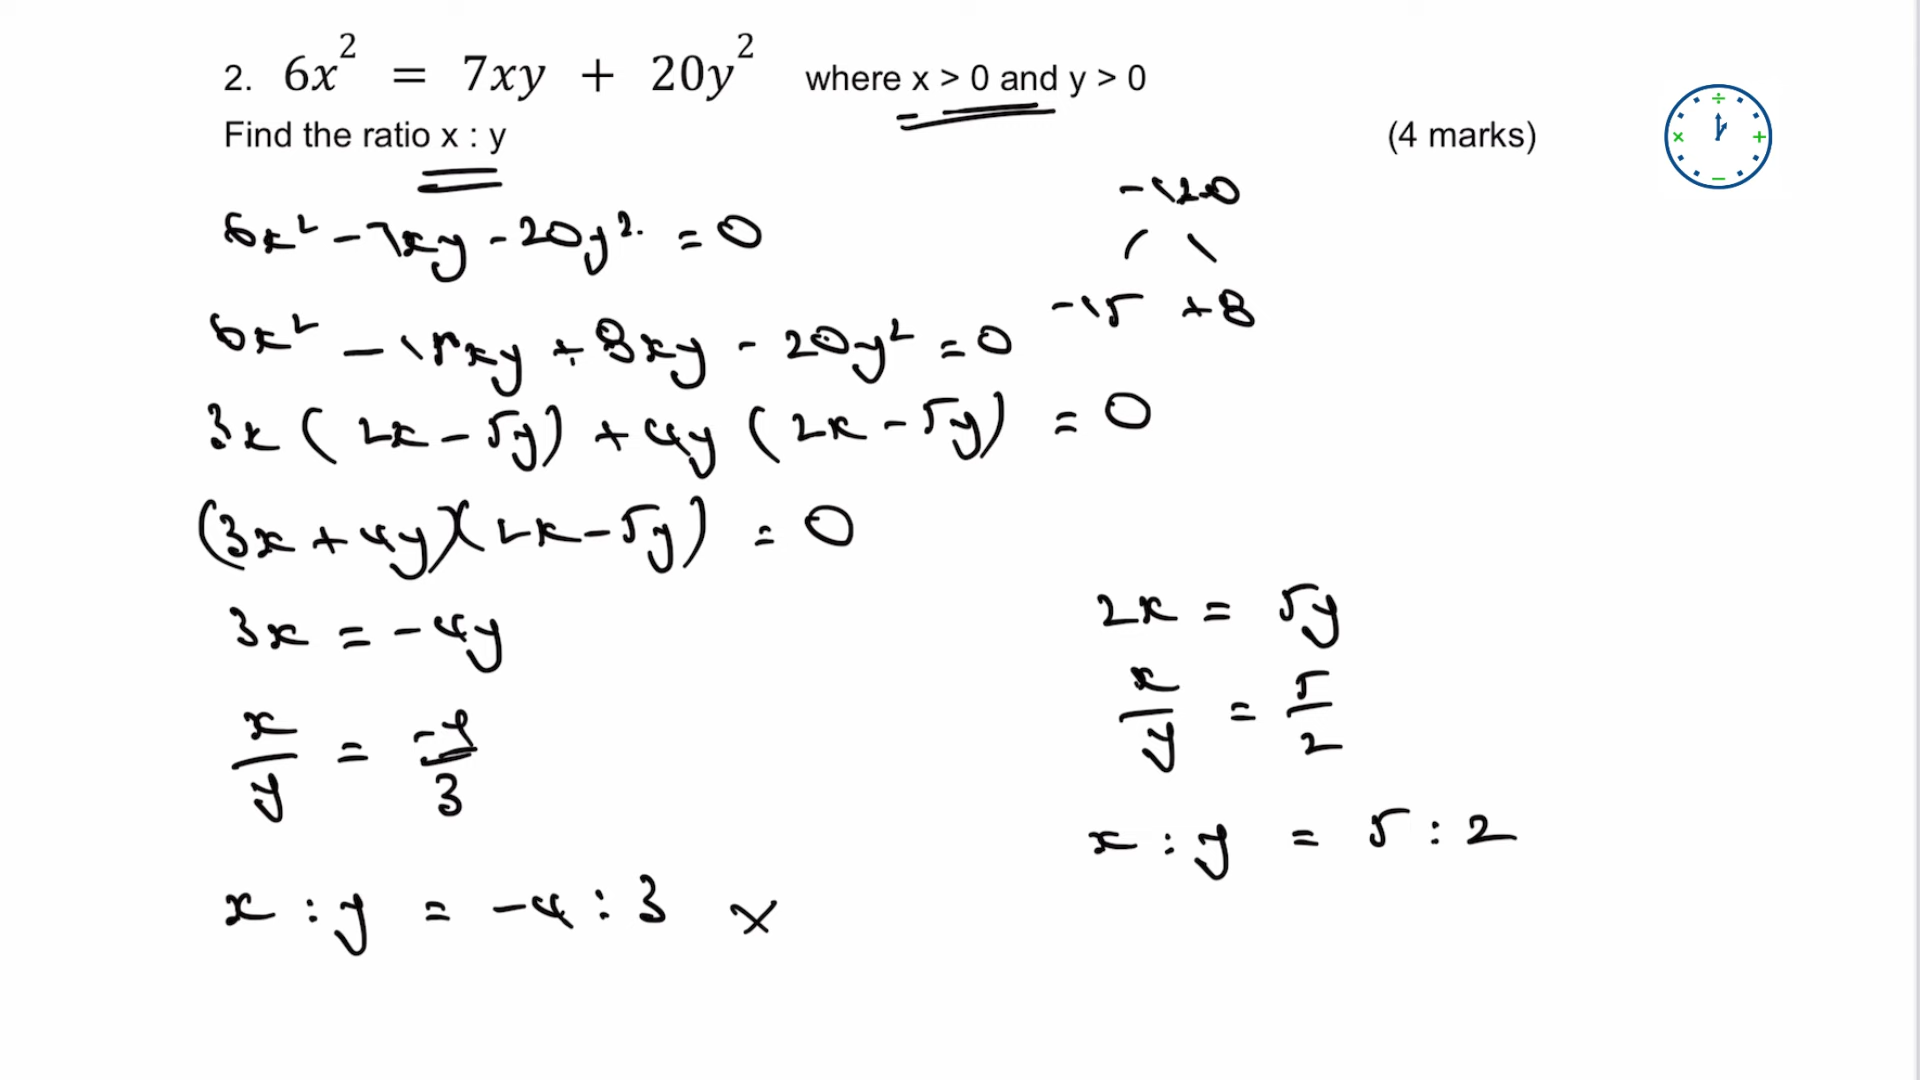 2. 6x² = 7xy + 20y² where x > 0 and y > 0
Find the ratio x : y (4 marks)
6x² - 7xy - 20y² = 0
-120
-15 +8
6x² - 15xy + 8xy - 20y² = 0
3x ( 2x - 5y) + 4y ( 2x - 5y) = 0
(3x + 4y)(2x - 5y) = 0
3x = -4y
x/y = -4/3
x : y = -4 : 3 ×
2x = 5y
x/y = 5/2
x : y = 5 : 2
÷
× +
−